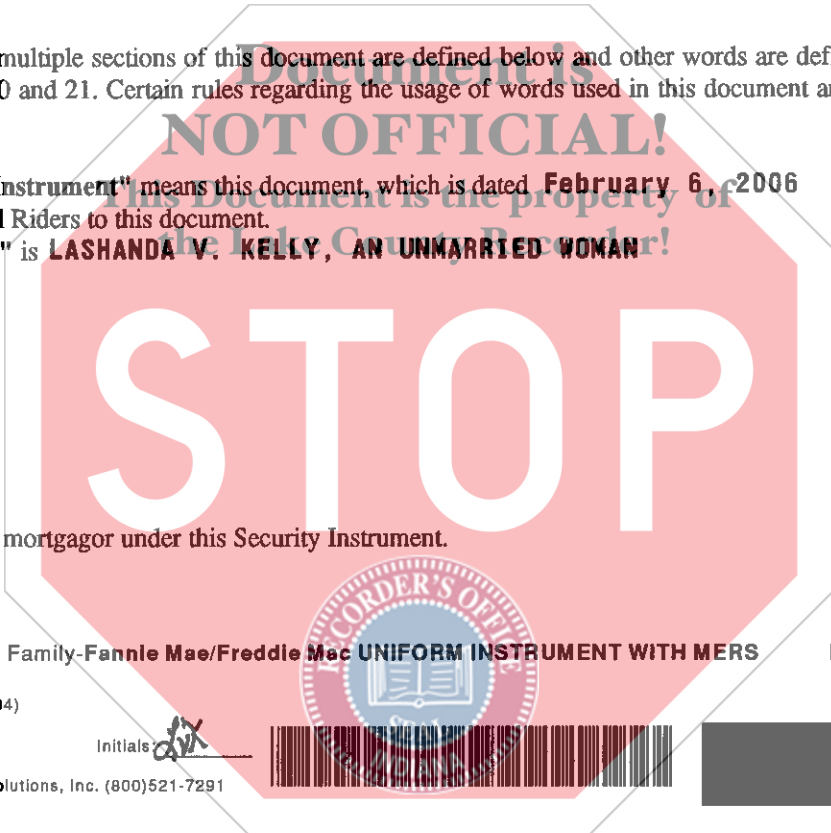 multiple sections of this document are defined below and other words are defi
0 and 21. Certain rules regarding the usage of words used in this document a
Document is
NOT OFFICIAL!
This Document is the property of
the Lake County Recorder!
Instrument" means this document, which is dated February 6, 2006
Riders to this document.
" is LASHANDA V. KELLY, AN UNMARRIED WOMAN
STOP
mortgagor under this Security Instrument.
RECORDER'S OFFICE
SEAL
INDIANA
Family-Fannie Mae/Freddie Mac UNIFORM INSTRUMENT WITH MERS
04)
Initials:
olutions, Inc. (800)521-7291